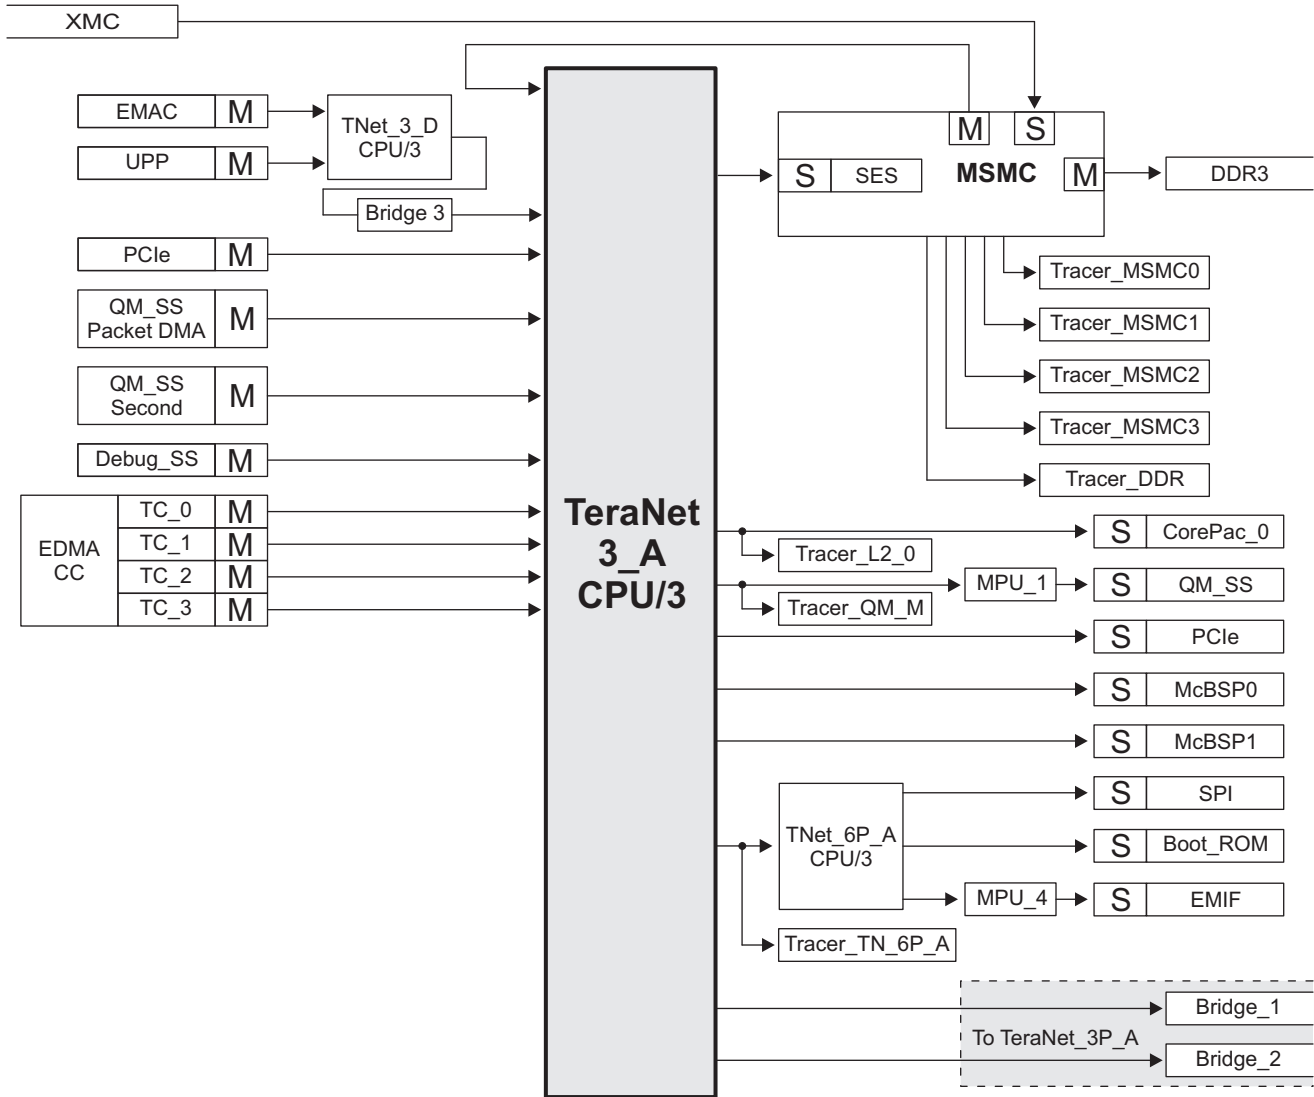 XMC
EMAC M
UPP M
TNet_3_D
CPU/3
Bridge 3
PCIe M
QM_SS
Packet DMA
M
QM_SS
Second
M
Debug_SS M
EDMA
CC
TC_0 M
TC_1 M
TC_2 M
TC_3 M
TeraNet
3_A
CPU/3
M S
S SES
MSMC
M
DDR3
Tracer_MSMC0
Tracer_MSMC1
Tracer_MSMC2
Tracer_MSMC3
Tracer_DDR
S CorePac_0
Tracer_L2_0
MPU_1
S QM_SS
Tracer_QM_M
S PCIe
S McBSP0
S McBSP1
S SPI
TNet_6P_A
CPU/3
S Boot_ROM
MPU_4
S EMIF
Tracer_TN_6P_A
Bridge_1
To TeraNet_3P_A
Bridge_2